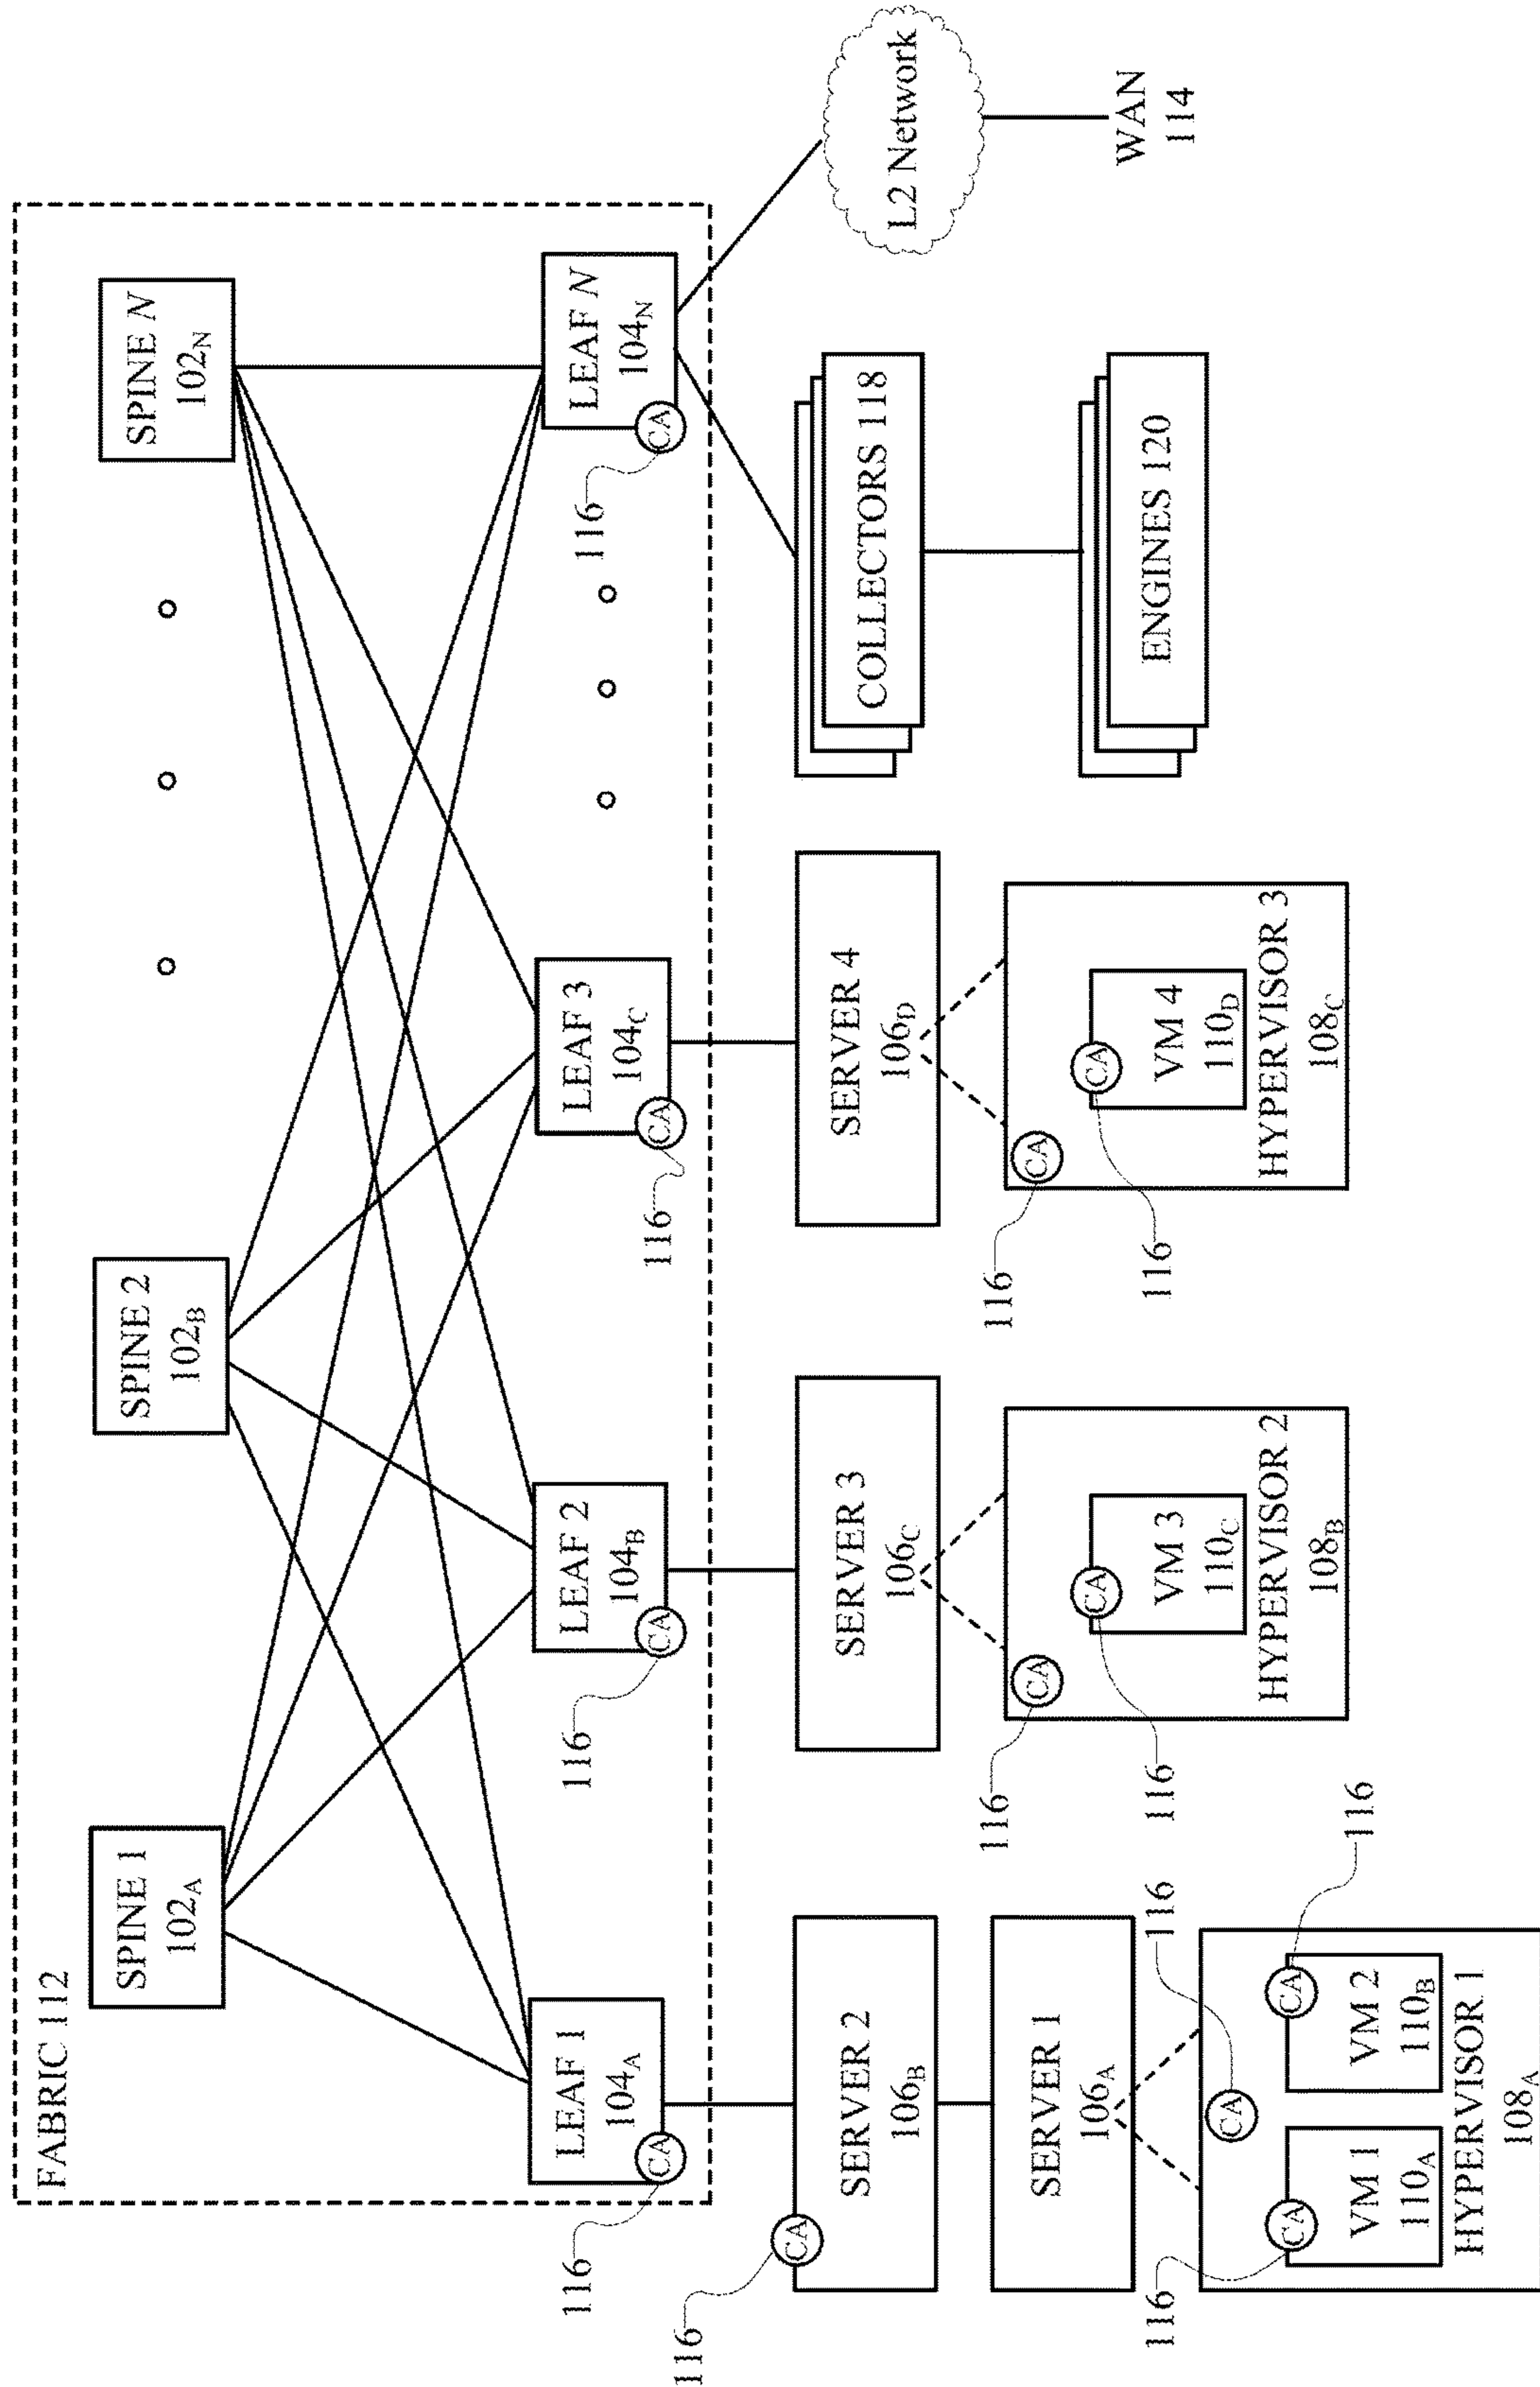 FABRIC 112
SPINE 1
102A
SPINE 2
102B
SPINE N
102N
LEAF 1
104A
CA
116
LEAF 2
104B
CA
116
LEAF 3
104C
CA
116
LEAF N
104N
CA
116
L2 Network
WAN
114
COLLECTORS 118
ENGINES 120
SERVER 2
106B
CA
116
SERVER 1
106A
CA
116
CA
116
CA
116
VM 1
110A
VM 2
110B
HYPERVISOR 1
108A
SERVER 3
106C
CA
116
CA
116
VM 3
110C
HYPERVISOR 2
108B
SERVER 4
106D
CA
116
CA
116
VM 4
110D
HYPERVISOR 3
108C